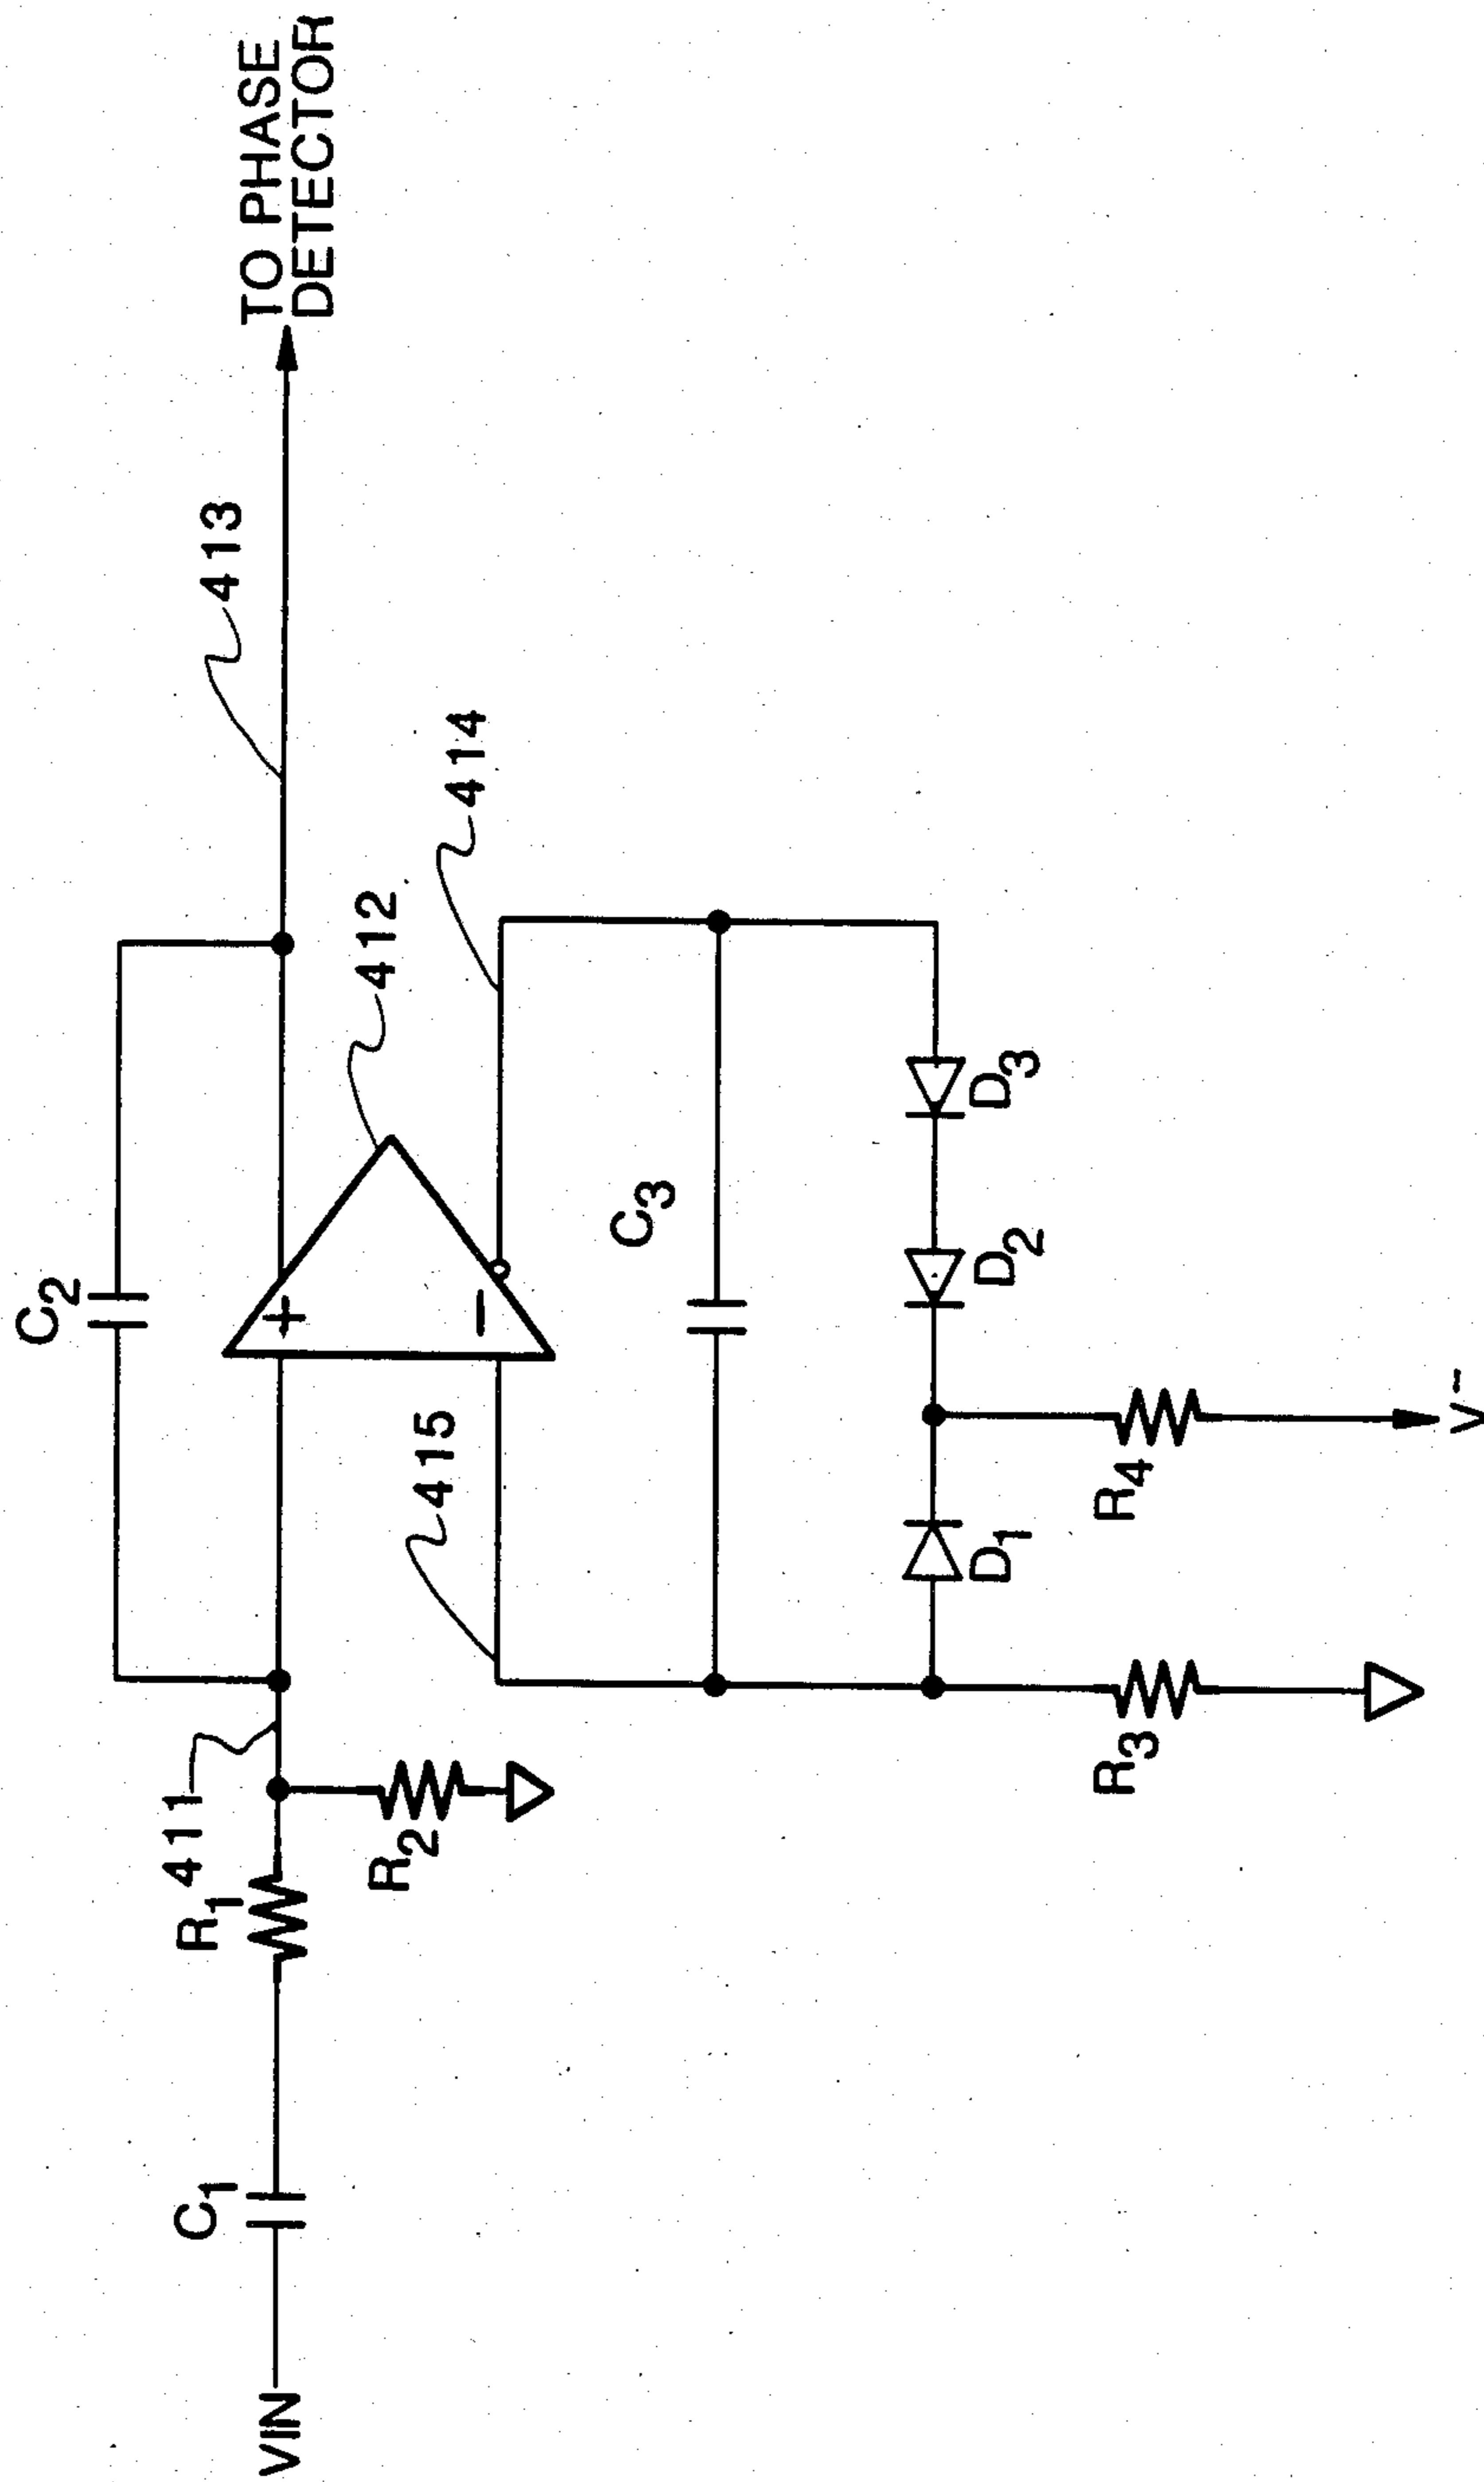 C2
TO PHASE
DETECTOR
413
VIN
C1
R1
411
+
412
R2
415
−
414
C3
D1
D2
D3
R3
R4
V-